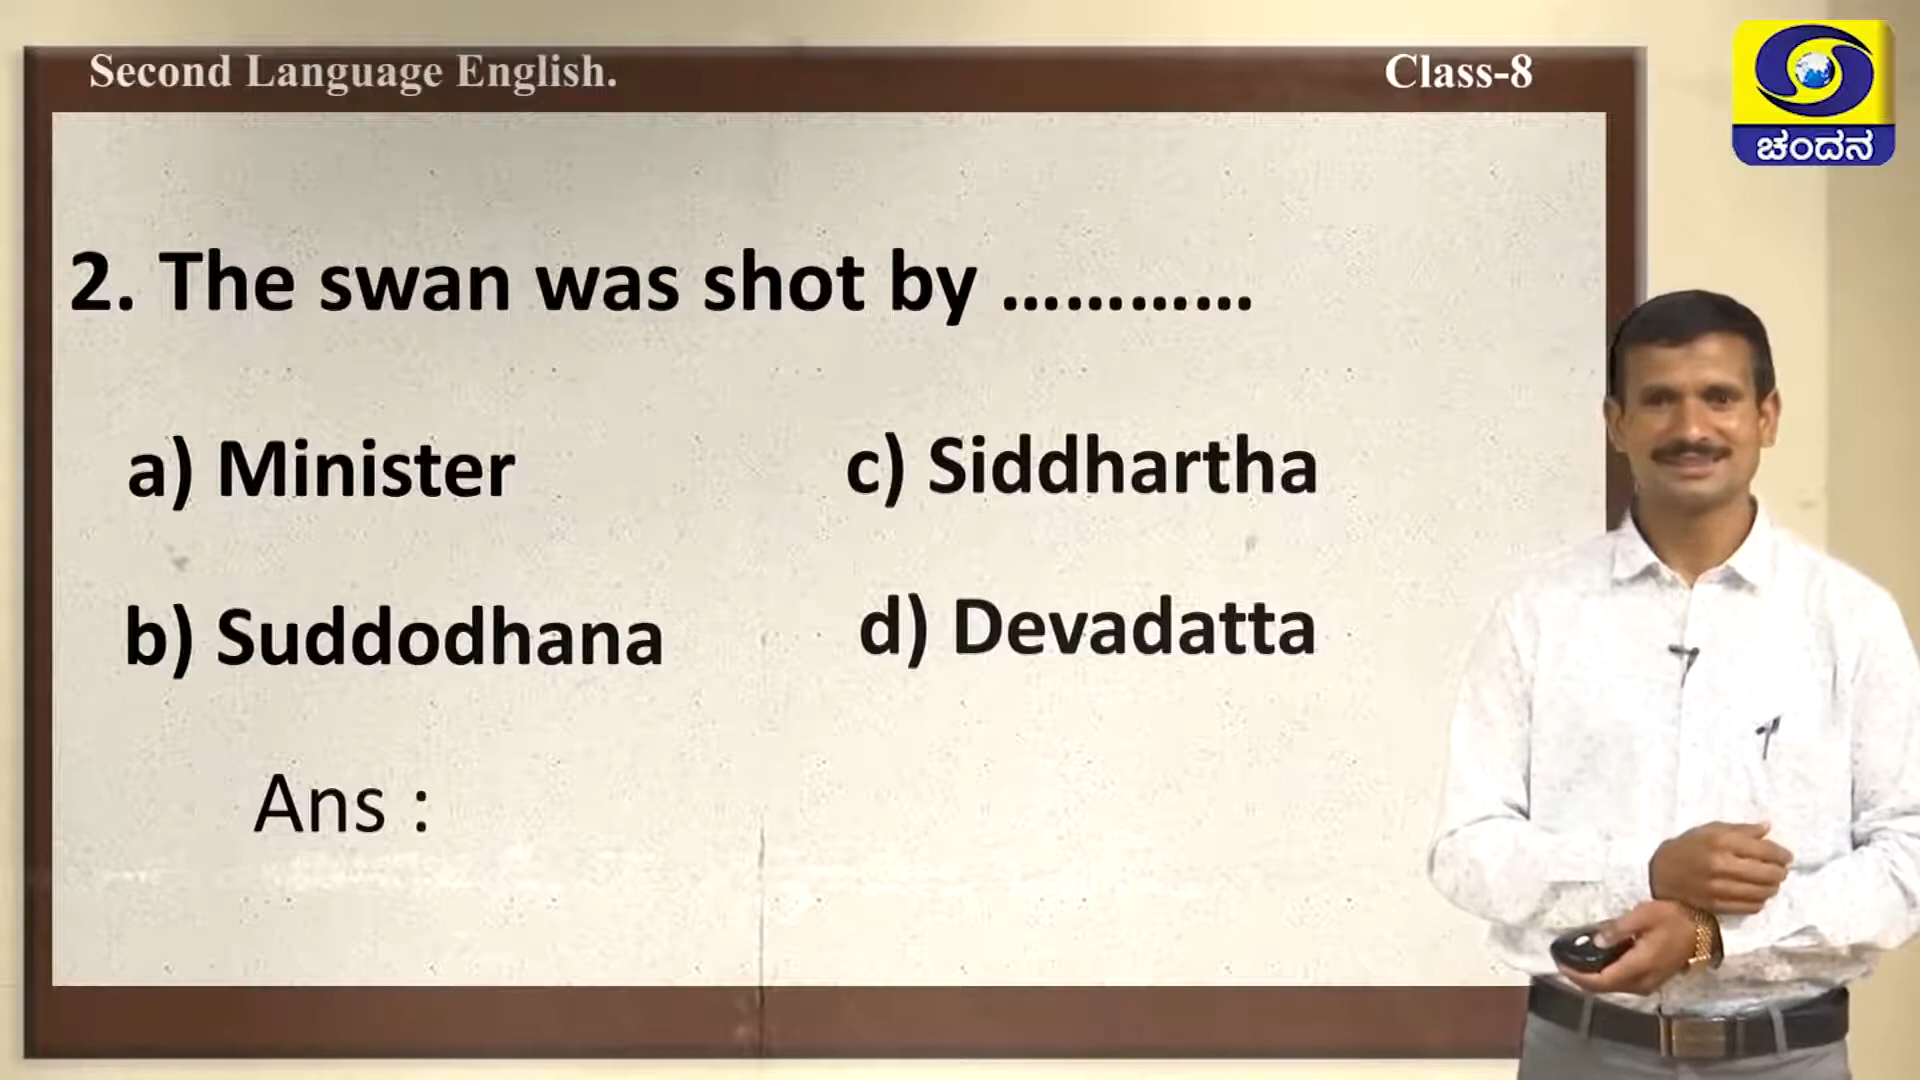 Second Language English.
Class-8
ಚಂದನ
2. The swan was shot by ............
a) Minister
c) Siddhartha
b) Suddodhana
d) Devadatta
Ans :